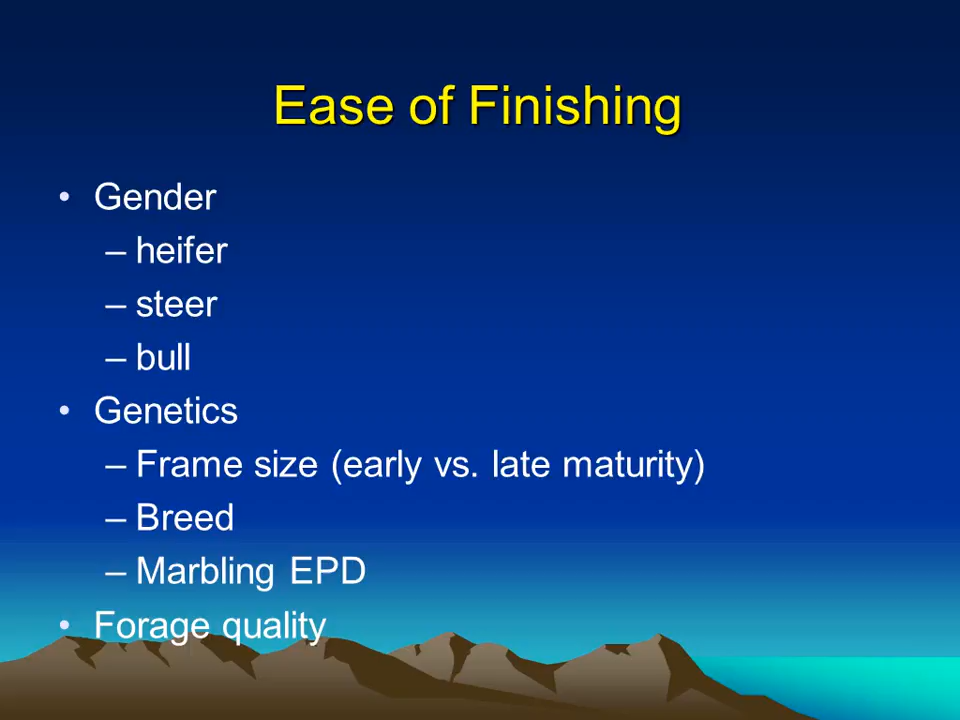 Ease of Finishing
• Gender
– heifer
– steer
– bull
• Genetics
– Frame size (early vs. late maturity)
– Breed
– Marbling EPD
• Forage quality